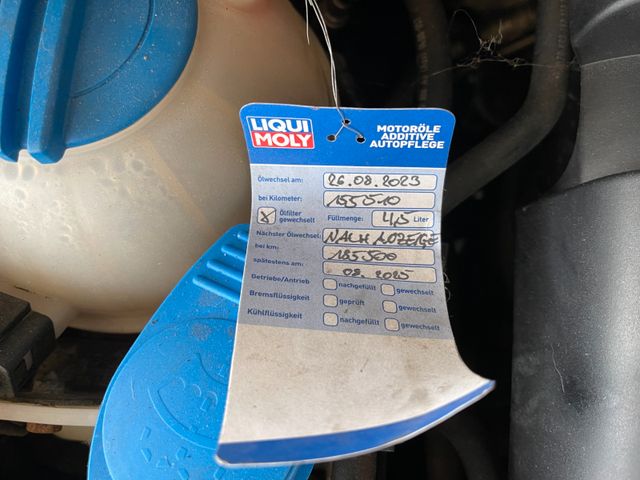 LIQUI MOLY
MOTORÖLE
ADDITIVE
AUTOPFLEGE
Ölwechsel am: 26.08.2023
bei Kilometer: 155 510
x Ölfilter gewechselt Füllmenge: 4,5 Liter
Nächster Ölwechsel: NACH ANZEIGE
bei km: 185 500
spätestens am: 08.2025
Getriebe/Antrieb nachgefüllt gewechselt
Bremsflüssigkeit geprüft gewechselt
Kühlflüssigkeit nachgefüllt gewechselt